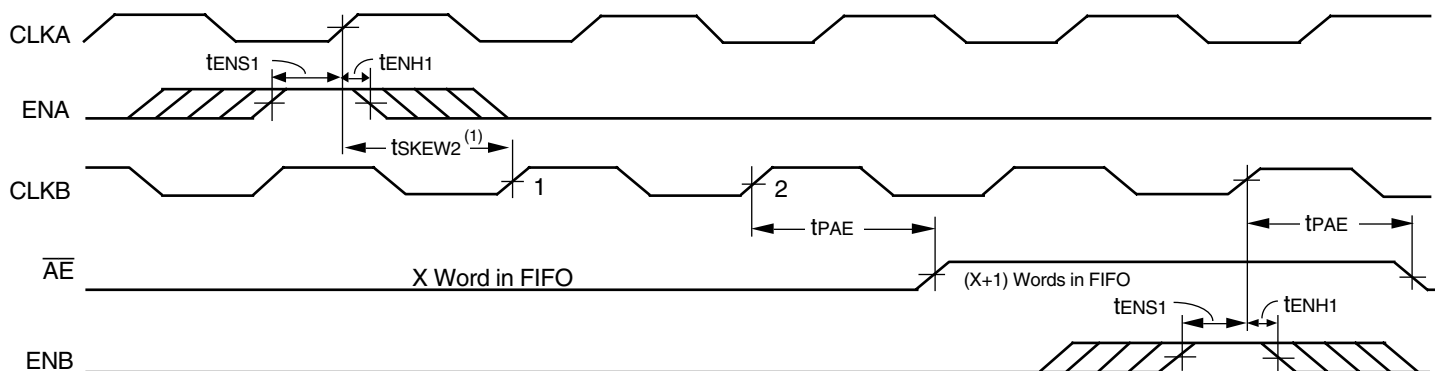 CLKA
tENS1 tENH1
ENA
tSKEW2 (1)
CLKB 1 2
tPAE tPAE
AE X Word in FIFO (X+1) Words in FIFO
tENS1 tENH1
ENB